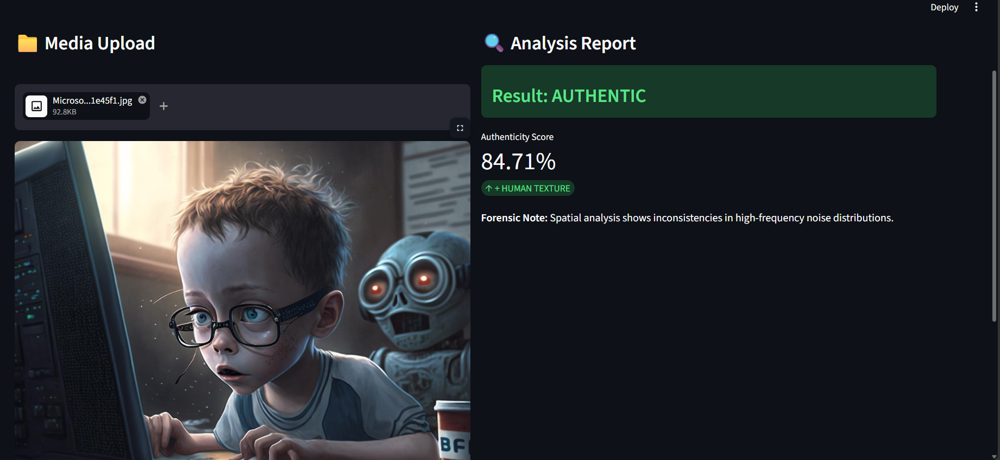 Deploy
Media Upload
Microso...1e45f1.jpg
92.8KB
Analysis Report
Result: AUTHENTIC
Authenticity Score
84.71%
↑ + HUMAN TEXTURE
Forensic Note: Spatial analysis shows inconsistencies in high-frequency noise distributions.
BF